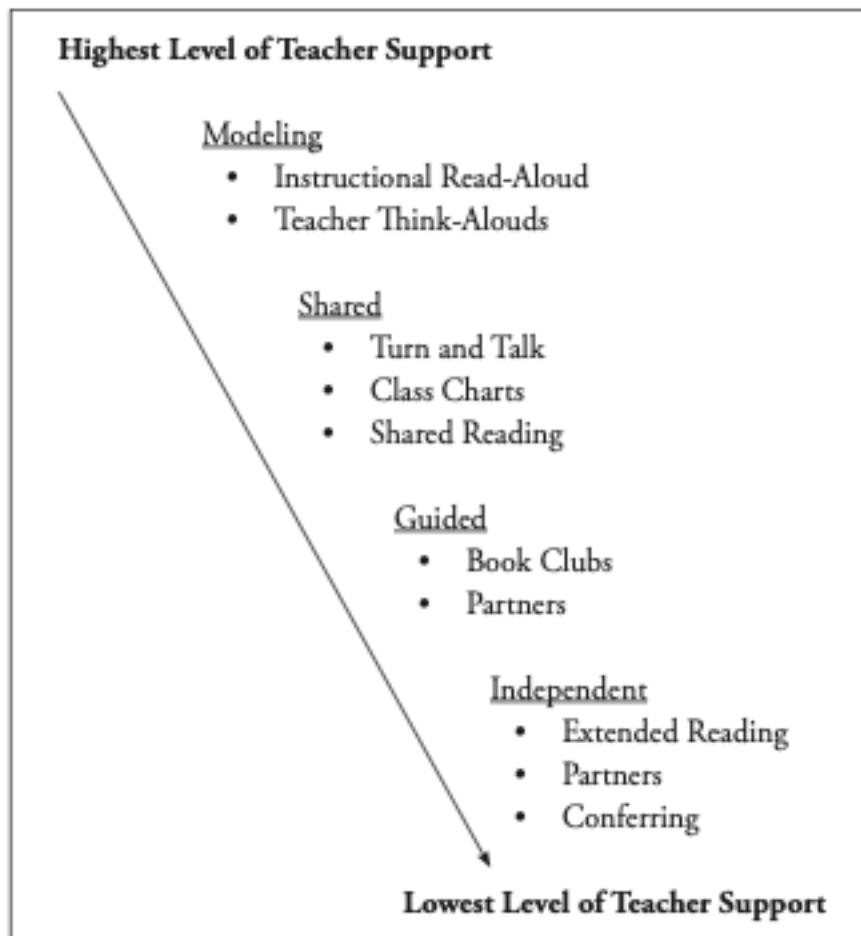 Highest Level of Teacher Support
Modeling
• Instructional Read-Aloud
• Teacher Think-Alouds
Shared
• Turn and Talk
• Class Charts
• Shared Reading
Guided
• Book Clubs
• Partners
Independent
• Extended Reading
• Partners
• Conferring
Lowest Level of Teacher Support